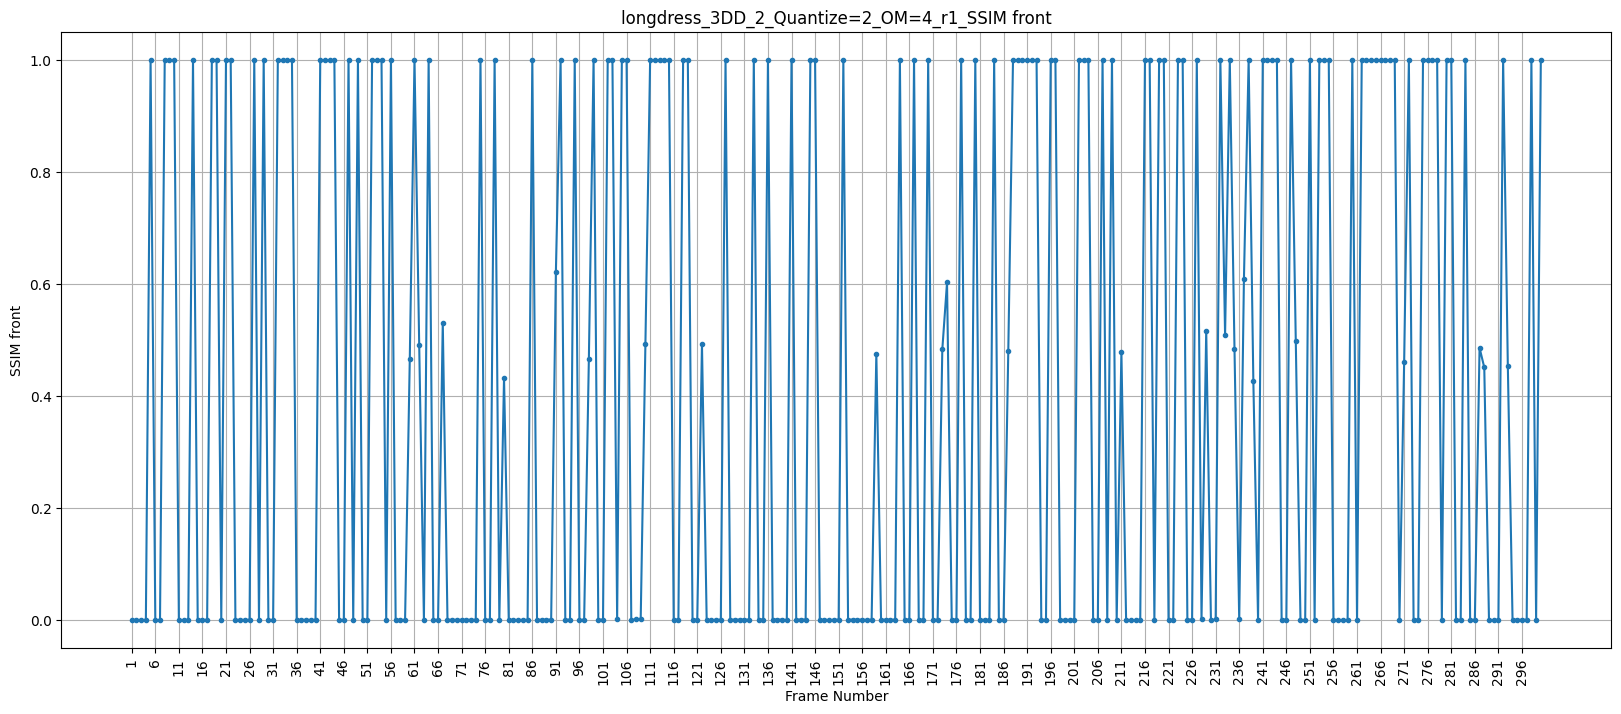 longdress_3DD_2_Quantize=2_OM=4_r1_SSIM front
1.0
0.8
0.6
0.4
0.2
0.0
SSIM front
1 6 11 16 21 26 31 36 41 46 51 56 61 66 71 76 81 86 91 96 101 106 111 116 121 126 131 136 141 146 151 156 161 166 171 176 181 186 191 196 201 206 211 216 221 226 231 236 241 246 251 256 261 266 271 276 281 286 291 296
Frame Number